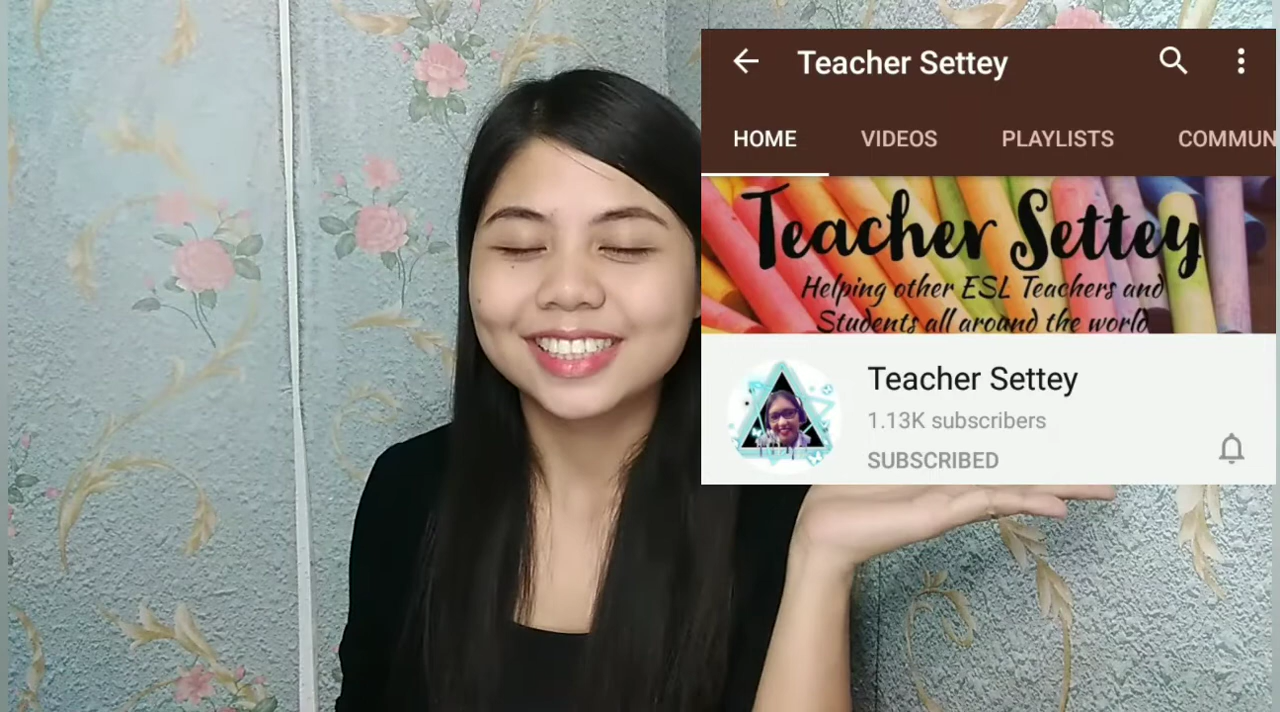 Teacher Settey
HOME VIDEOS PLAYLISTS COMMUN
Teacher Settey
Helping other ESL Teachers and
Students all around the world
Teacher Settey
1.13K subscribers
SUBSCRIBED